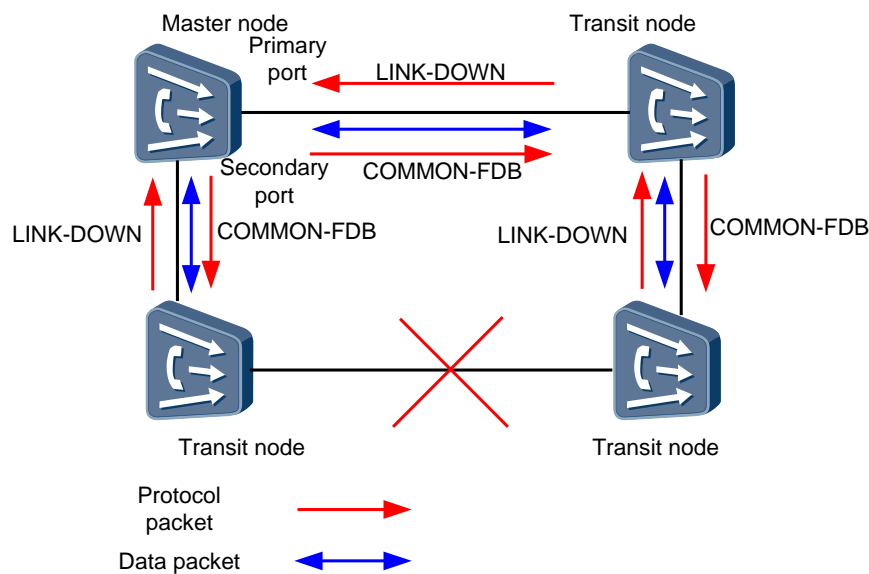 Master node
Transit node
Primary
port
LINK-DOWN
Secondary
port
COMMON-FDB
LINK-DOWN
COMMON-FDB
LINK-DOWN
COMMON-FDB
Transit node
Transit node
Protocol
packet
Data packet